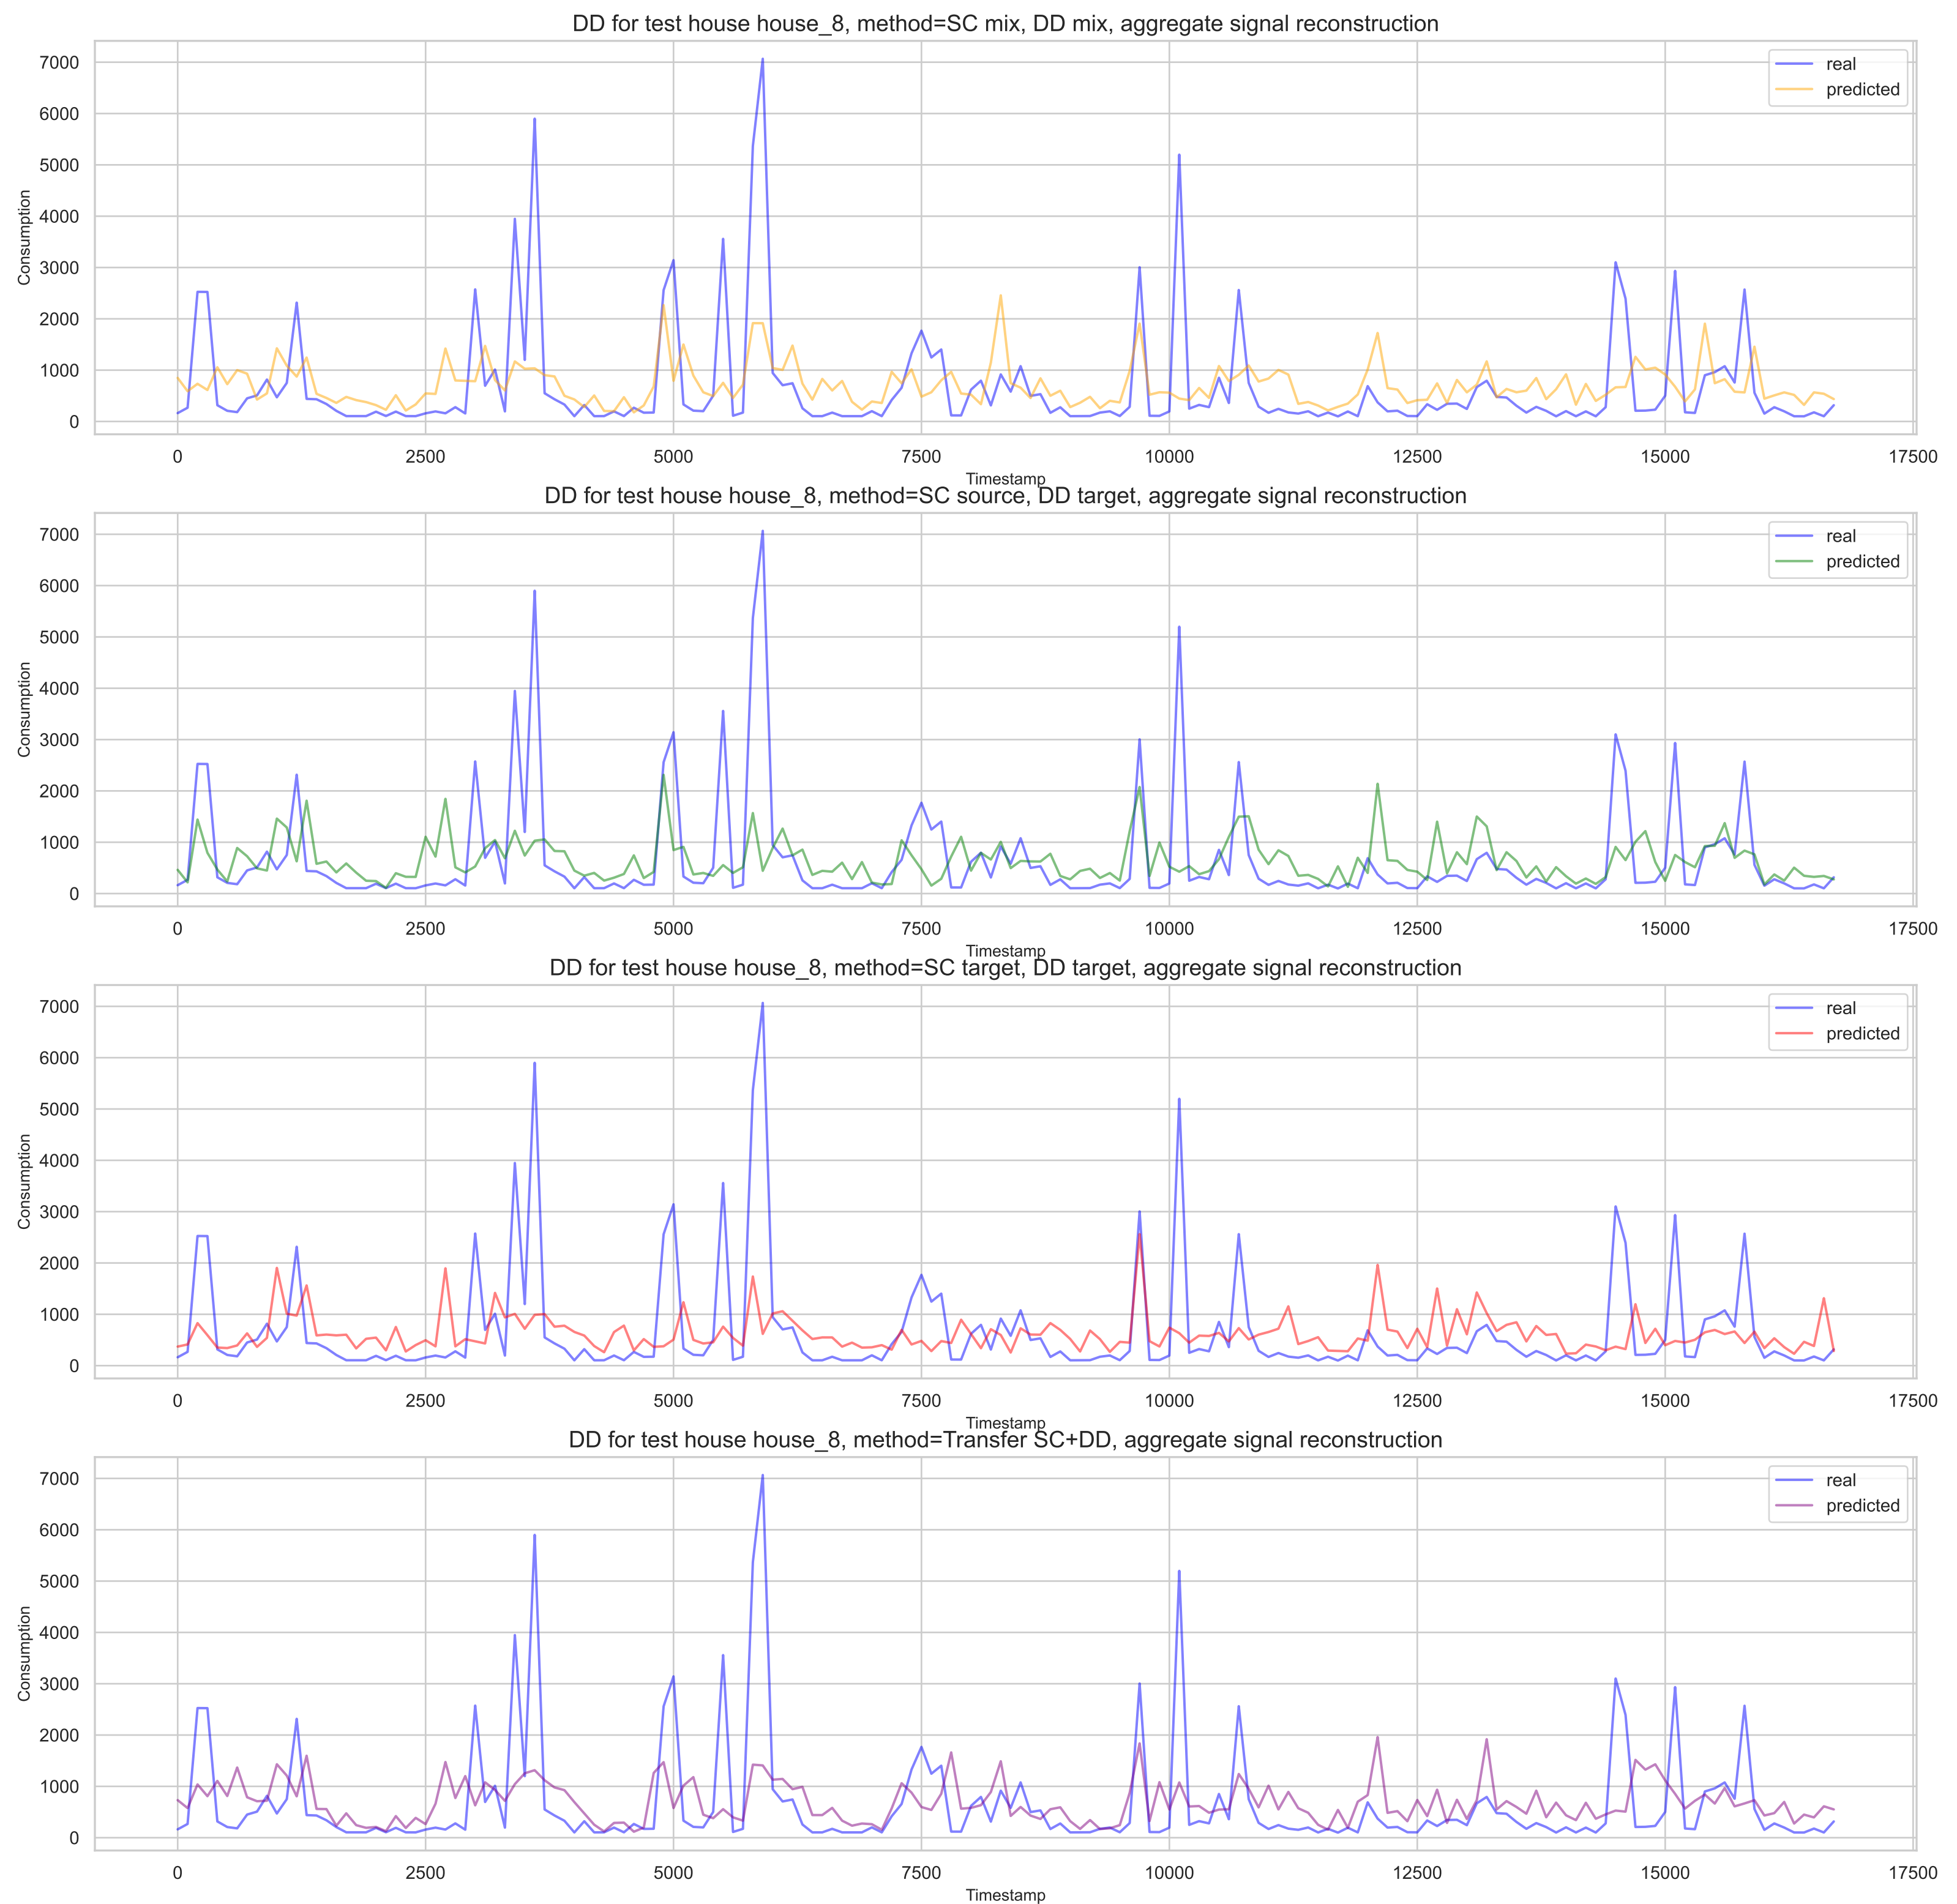 DD for test house house_8, method=SC mix, DD mix, aggregate signal reconstruction
real
predicted
7000
6000
5000
4000
3000
2000
1000
0
Consumption
0 2500 5000 7500 10000 12500 15000 17500
Timestamp
DD for test house house_8, method=SC source, DD target, aggregate signal reconstruction
real
predicted
7000
6000
5000
4000
3000
2000
1000
0
Consumption
0 2500 5000 7500 10000 12500 15000 17500
Timestamp
DD for test house house_8, method=SC target, DD target, aggregate signal reconstruction
real
predicted
7000
6000
5000
4000
3000
2000
1000
0
Consumption
0 2500 5000 7500 10000 12500 15000 17500
Timestamp
DD for test house house_8, method=Transfer SC+DD, aggregate signal reconstruction
real
predicted
7000
6000
5000
4000
3000
2000
1000
0
Consumption
0 2500 5000 7500 10000 12500 15000 17500
Timestamp